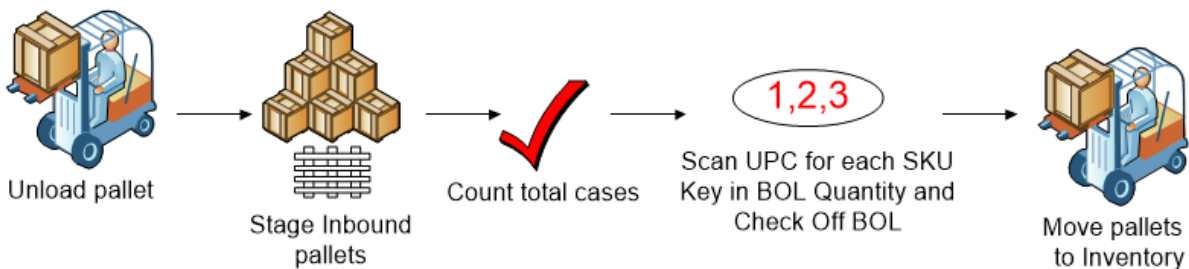 Unload pallet
Stage Inbound
pallets
Count total cases
1,2,3
Scan UPC for each SKU
Key in BOL Quantity and
Check Off BOL
Move pallets
to Inventory